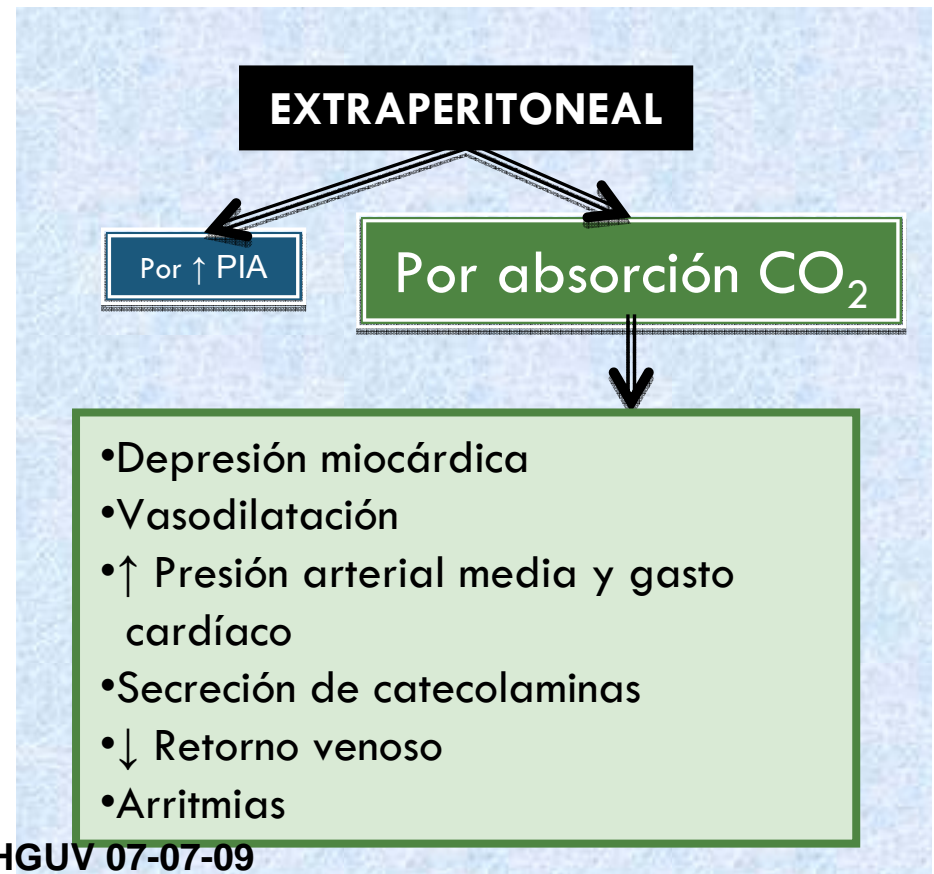 EXTRAPERITONEAL
Por ↑ PIA
Por absorción CO₂
•Depresión miocárdica
•Vasodilatación
•↑ Presión arterial media y gasto
cardíaco
•Secreción de catecolaminas
•↓ Retorno venoso
•Arritmias
HGUV 07-07-09